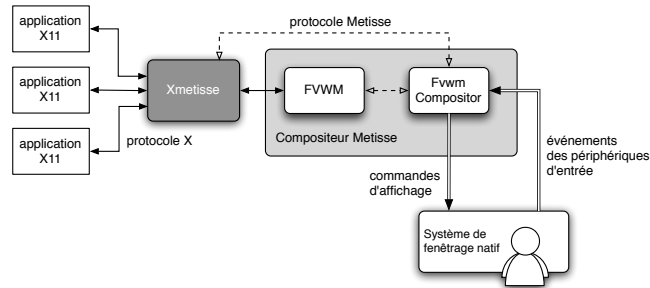 application
X11
application
X11
application
X11
protocole Metisse
Xmetisse
protocole X
FVWM
Fvwm
Compositor
Compositeur Metisse
commandes
d'affichage
événements
des périphériques
d'entrée
Système de
fenêtrage natif